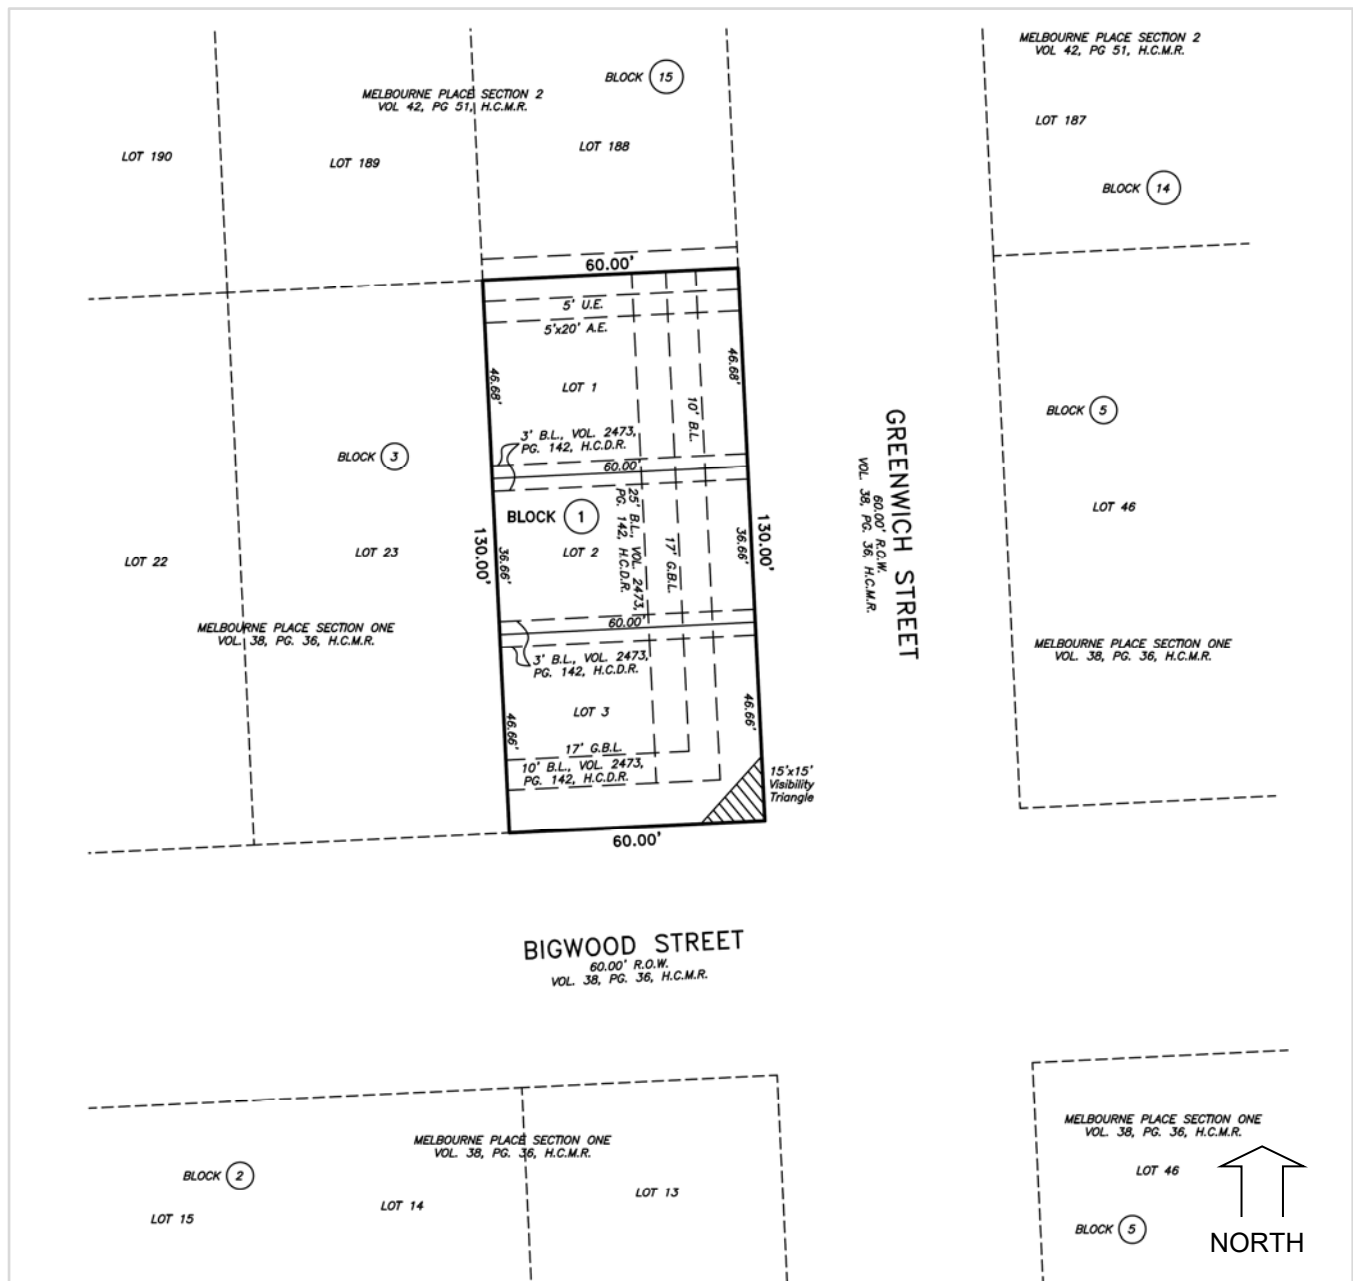 MELBOURNE PLACE SECTION 2
VOL 42, PG 51, H.C.M.R.
BLOCK 15
MELBOURNE PLACE SECTION 2
VOL 42, PG 51, H.C.M.R.
LOT 187
LOT 190
LOT 189
LOT 188
BLOCK 14
60.00'
5' U.E.
5'x20' A.E.
46.68'
46.68'
LOT 1
10' B.L.
BLOCK 5
3' B.L., VOL. 2473,
PG. 142, H.C.D.R.
BLOCK 3
60.00'
GREENWICH STREET
60.00' R.O.W.
VOL. 38, PG. 36, H.C.M.R.
BLOCK 1
25' B.L., VOL. 2473,
PG. 142, H.C.D.R.
LOT 46
130.00'
36.66'
LOT 2
17' G.B.L.
36.66'
130.00'
LOT 22
LOT 23
60.00'
MELBOURNE PLACE SECTION ONE
VOL. 38, PG. 36, H.C.M.R.
MELBOURNE PLACE SECTION ONE
VOL. 38, PG. 36, H.C.M.R.
3' B.L., VOL. 2473,
PG. 142, H.C.D.R.
LOT 3
46.66'
46.66'
17' G.B.L.
10' B.L., VOL. 2473,
PG. 142, H.C.D.R.
15'x15'
Visibility
Triangle
60.00'
BIGWOOD STREET
60.00' R.O.W.
VOL. 38, PG. 36, H.C.M.R.
MELBOURNE PLACE SECTION ONE
VOL. 38, PG. 36, H.C.M.R.
MELBOURNE PLACE SECTION ONE
VOL. 38, PG. 36, H.C.M.R.
BLOCK 2
LOT 46
LOT 15
LOT 14
LOT 13
BLOCK 5
NORTH